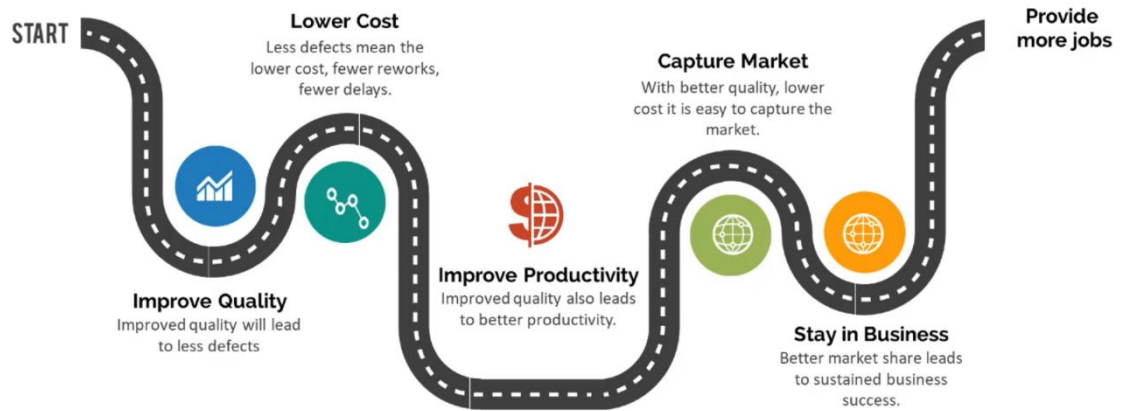 START
Improve Quality
Improved quality will lead
to less defects
Lower Cost
Less defects mean the
lower cost, fewer reworks,
fewer delays.
Improve Productivity
Improved quality also leads
to better productivity.
Capture Market
With better quality, lower
cost it is easy to capture the
market.
Stay in Business
Better market share leads
to sustained business
success.
Provide
more jobs